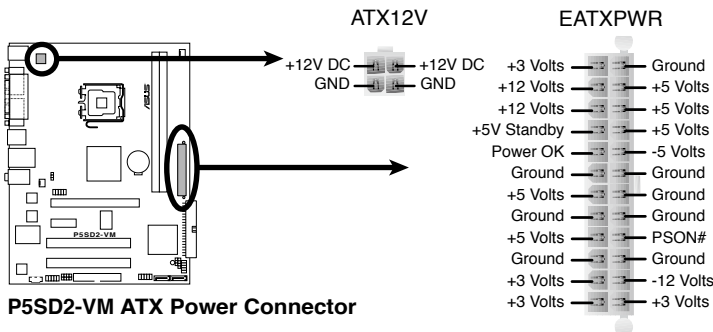 ATX12V
EATXPWR
+12V DC +12V DC
GND GND
+3 Volts Ground
+12 Volts +5 Volts
+12 Volts +5 Volts
+5V Standby +5 Volts
Power OK -5 Volts
Ground Ground
+5 Volts Ground
Ground Ground
+5 Volts PSON#
Ground Ground
+3 Volts -12 Volts
+3 Volts +3 Volts
ASUS
P5SD2-VM
P5SD2-VM ATX Power Connector